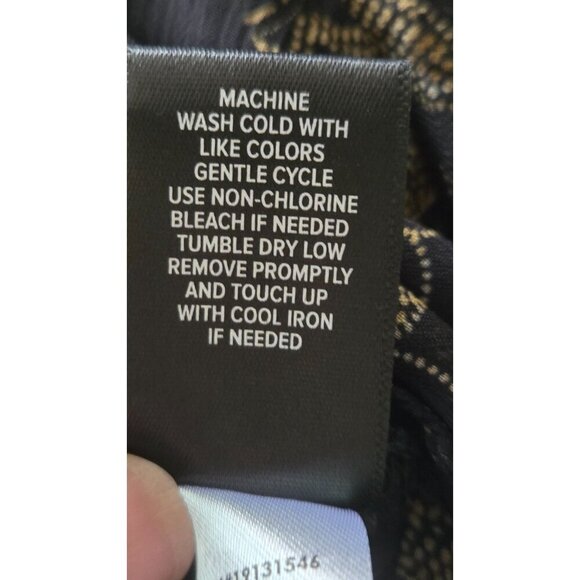 MACHINE
WASH COLD WITH
LIKE COLORS
GENTLE CYCLE
USE NON-CHLORINE
BLEACH IF NEEDED
TUMBLE DRY LOW
REMOVE PROMPTLY
AND TOUCH UP
WITH COOL IRON
IF NEEDED
#19131546